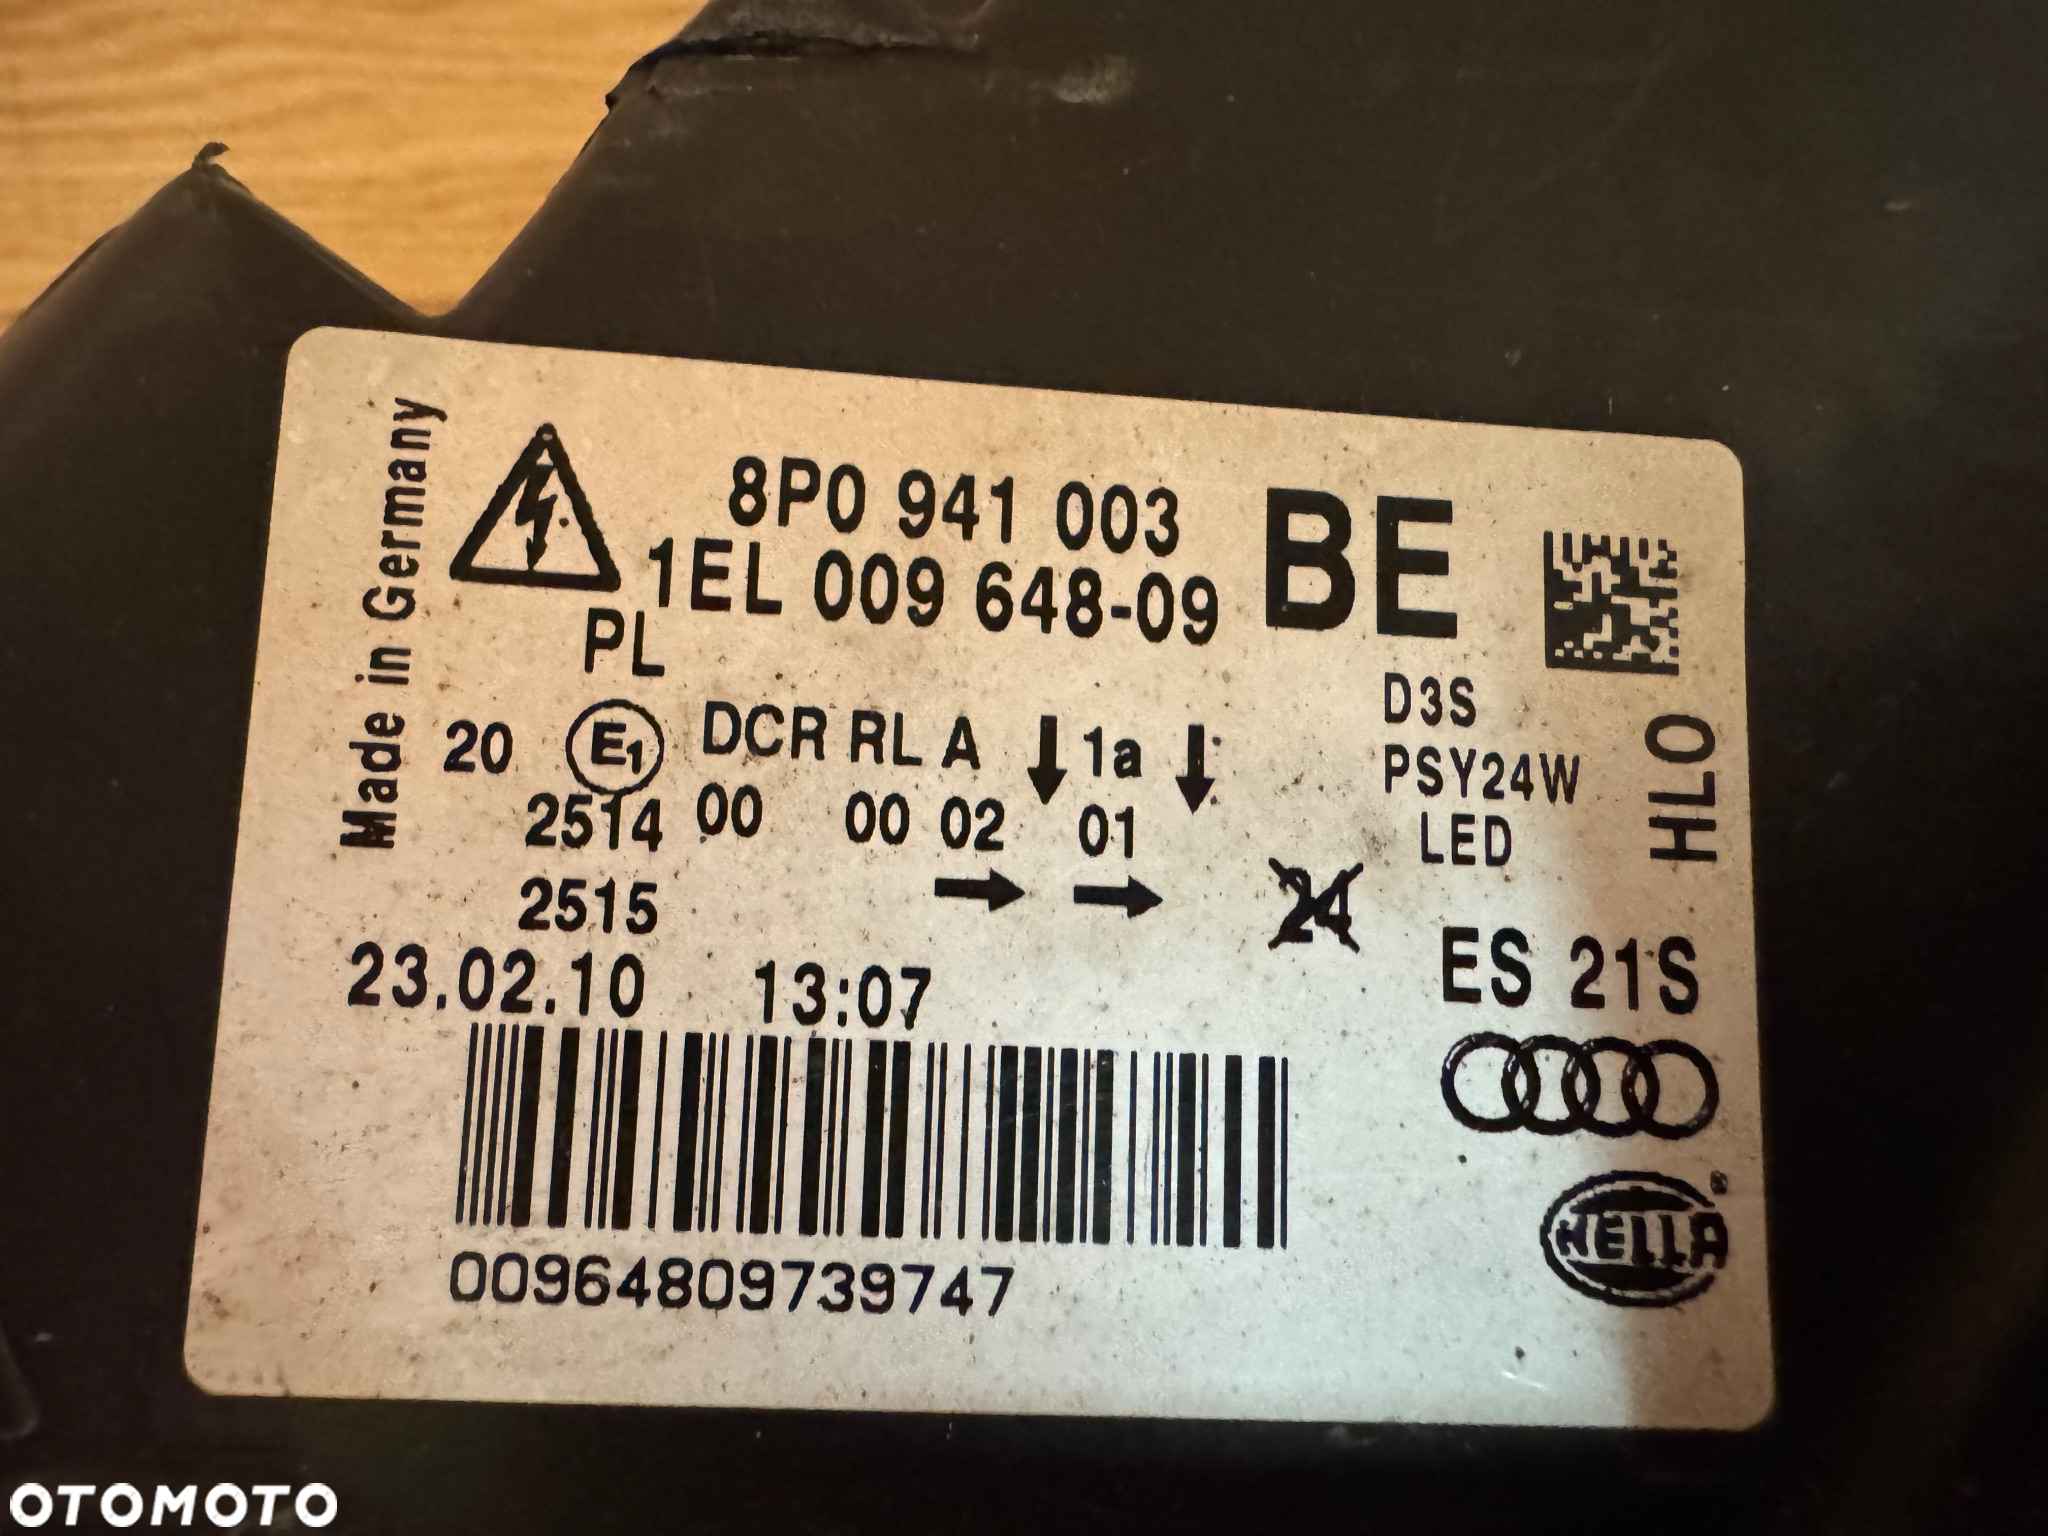 Made in Germany
8P0 941 003 BE
1EL 009 648-09
PL
20 E1 DCR RL A 1a
2514 00 00 02 01
2515
D3S
PSY24W
LED
HL0
24
23.02.10 13:07
ES 21S
00964809739747
HELLA®
OTOMOTO